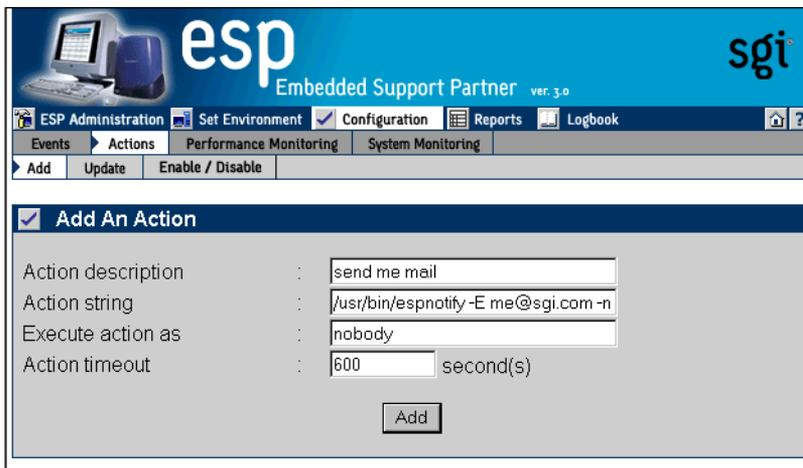 esp
Embedded Support Partner ver. 3.0
sgi
ESP Administration Set Environment Configuration Reports Logbook ?
Events Actions Performance Monitoring System Monitoring
Add Update Enable / Disable
Add An Action
Action description : send me mail
Action string : /usr/bin/espnotify -E me@sgi.com -n
Execute action as : nobody
Action timeout : 600 second(s)
Add